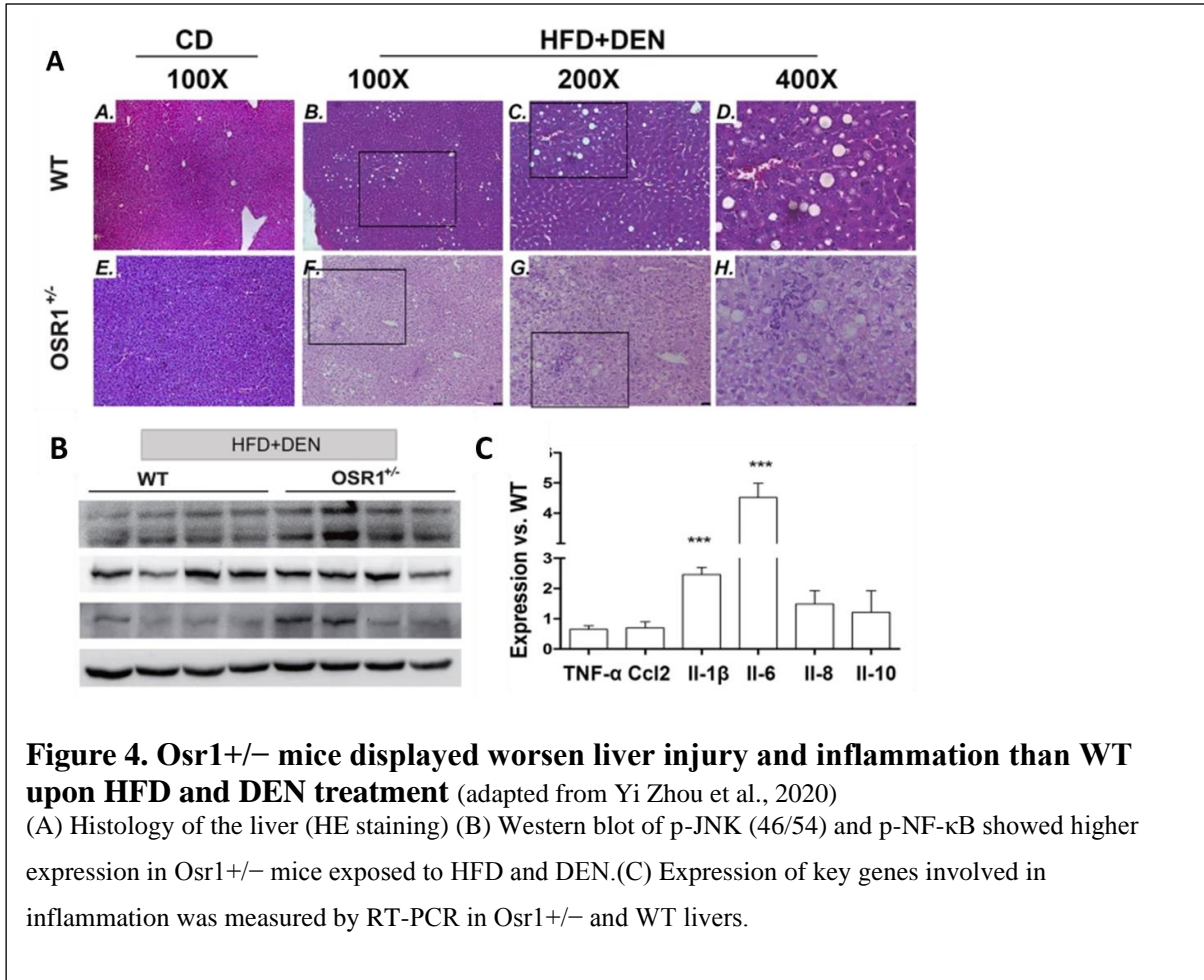 A
CD
HFD+DEN
100X
100X
200X
400X
WT
A.
B.
C.
D.
OSR1+/-
E.
F.
G.
H.
B
HFD+DEN
WT
OSR1+/-
C
Expression vs. WT
5
4
3
2
1
0
***
***
TNF-α Ccl2 Il-1β Il-6 Il-8 Il-10
Figure 4. Osr1+/− mice displayed worsen liver injury and inflammation than WT
upon HFD and DEN treatment (adapted from Yi Zhou et al., 2020)
(A) Histology of the liver (HE staining) (B) Western blot of p-JNK (46/54) and p-NF-κB showed higher
expression in Osr1+/− mice exposed to HFD and DEN.(C) Expression of key genes involved in
inflammation was measured by RT-PCR in Osr1+/− and WT livers.